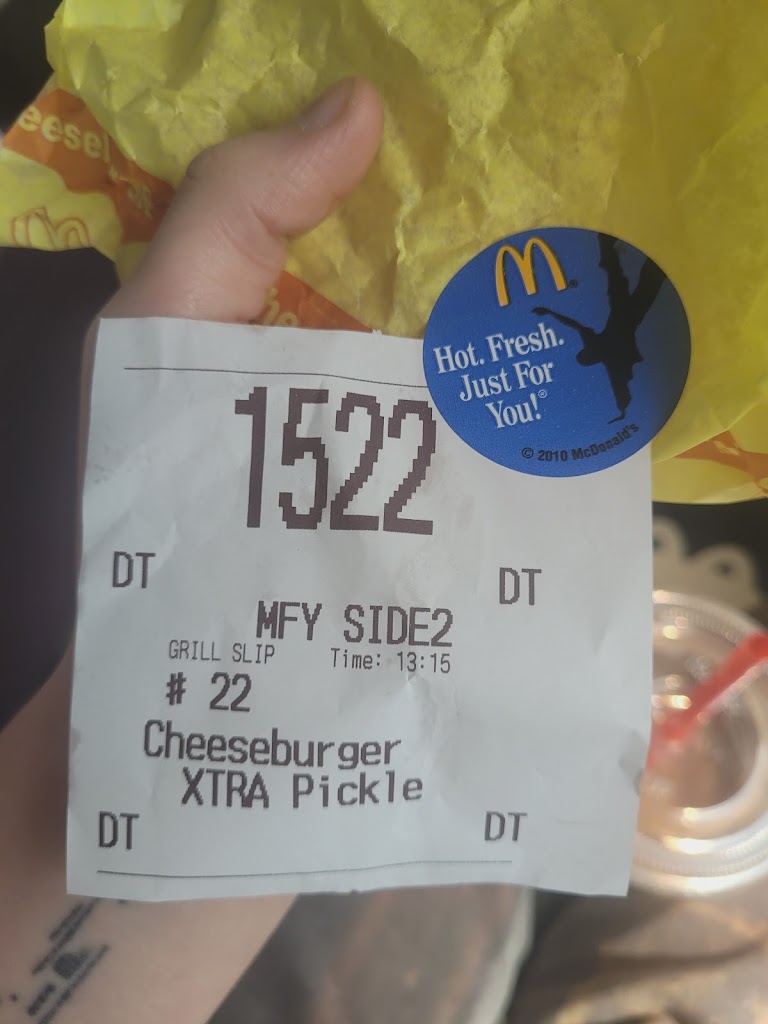 eesel
Hot. Fresh.
Just For
You!®
© 2010 McDonald's
1522
DT DT
MFY SIDE2
GRILL SLIP Time: 13:15
# 22
Cheeseburger
XTRA Pickle
DT DT